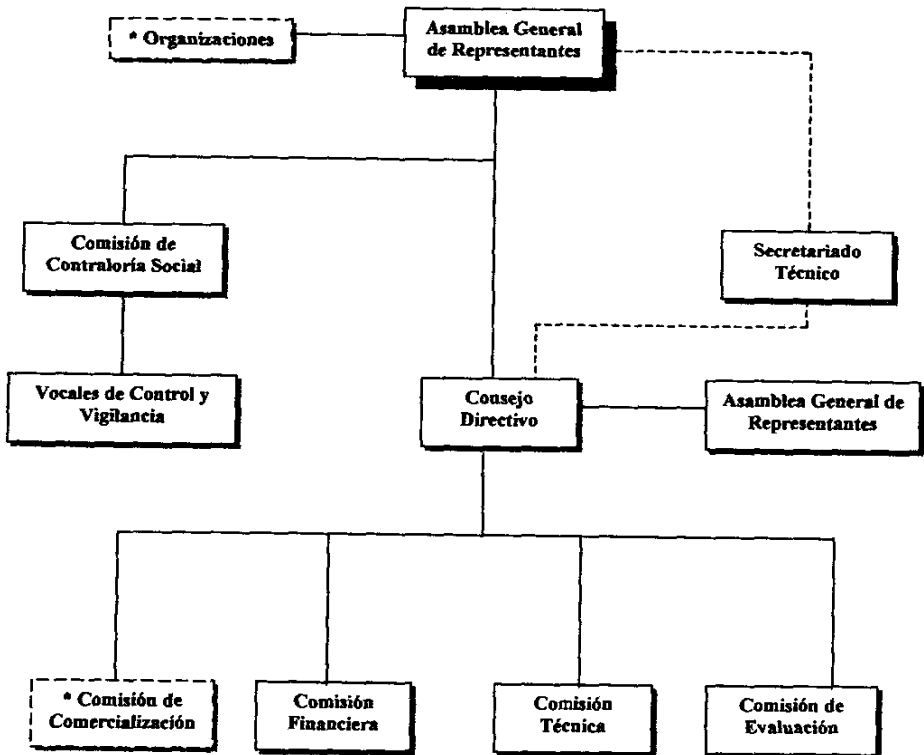 * Organizaciones
Asamblea General
de Representantes
Comisión de
Contraloría Social
Secretariado
Técnico
Vocales de Control y
Vigilancia
Consejo
Directivo
Asamblea General de
Representantes
* Comisión de
Comercialización
Comisión
Financiera
Comisión
Técnica
Comisión de
Evaluación